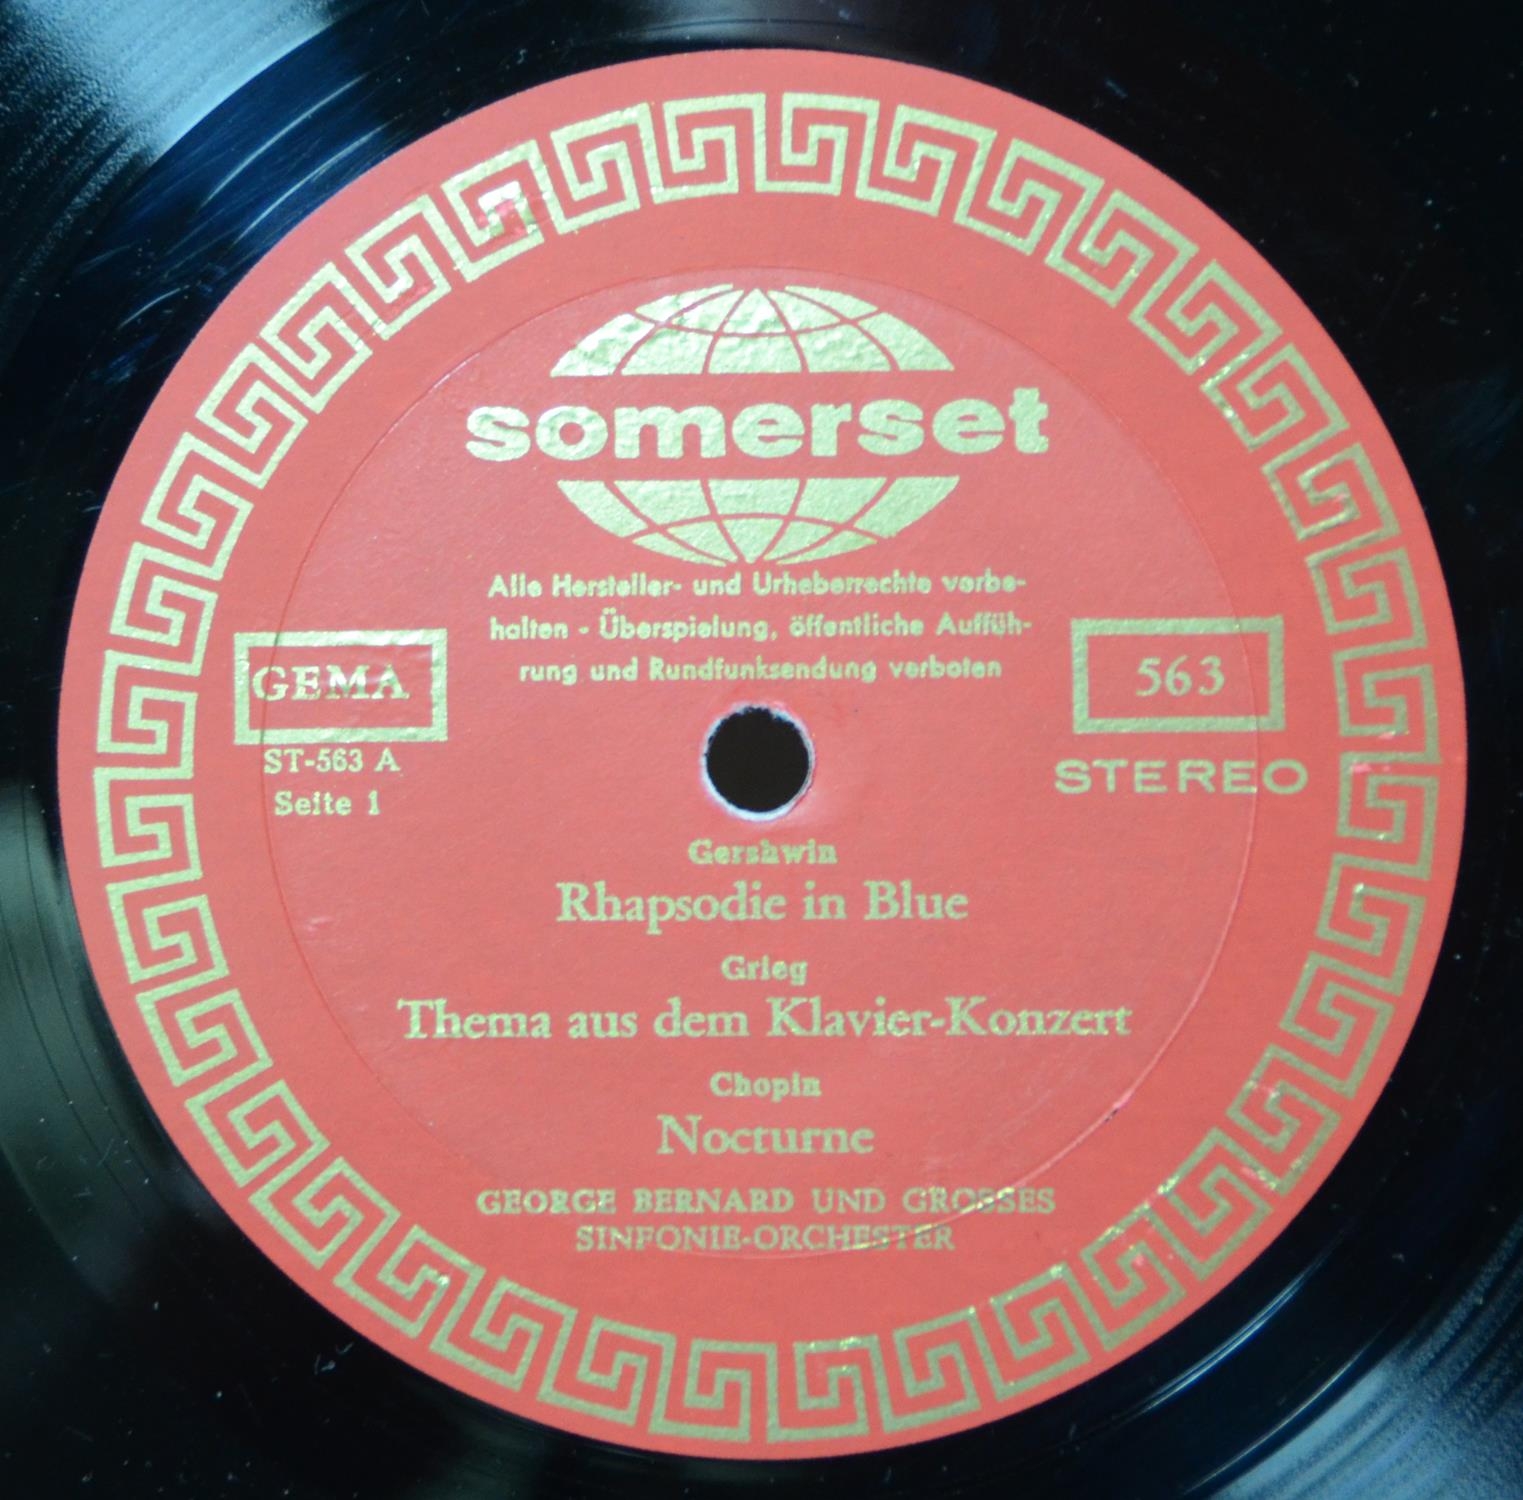 somerset
Alle Hersteller- und Urheberrechte vorbe-
halten - Überspielung, öffentliche Auffüh-
rung und Rundfunksendung verboten
GEMA
ST-563 A
Seite 1
563
STEREO
Gershwin
Rhapsodie in Blue
Grieg
Thema aus dem Klavier-Konzert
Chopin
Nocturne
GEORGE BERNARD UND GROSSES
SINFONIE-ORCHESTER